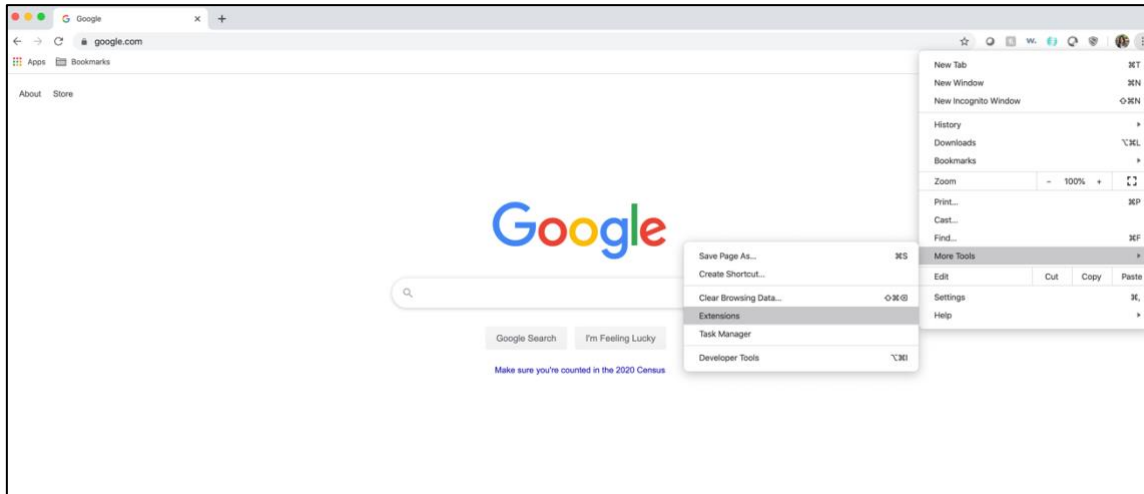 Google
google.com
Apps Bookmarks
About Store
New Tab ⌘T
New Window ⌘N
New Incognito Window ⇧⌘N
History
Downloads ⌥⌘L
Bookmarks
Zoom - 100% +
Print... ⌘P
Cast...
Find... ⌘F
More Tools
Edit Cut Copy Paste
Settings ⌘,
Help
Save Page As... ⌘S
Create Shortcut...
Clear Browsing Data... ⇧⌘⌫
Extensions
Task Manager
Developer Tools ⌥⌘I
Google
Google Search I'm Feeling Lucky
Make sure you're counted in the 2020 Census